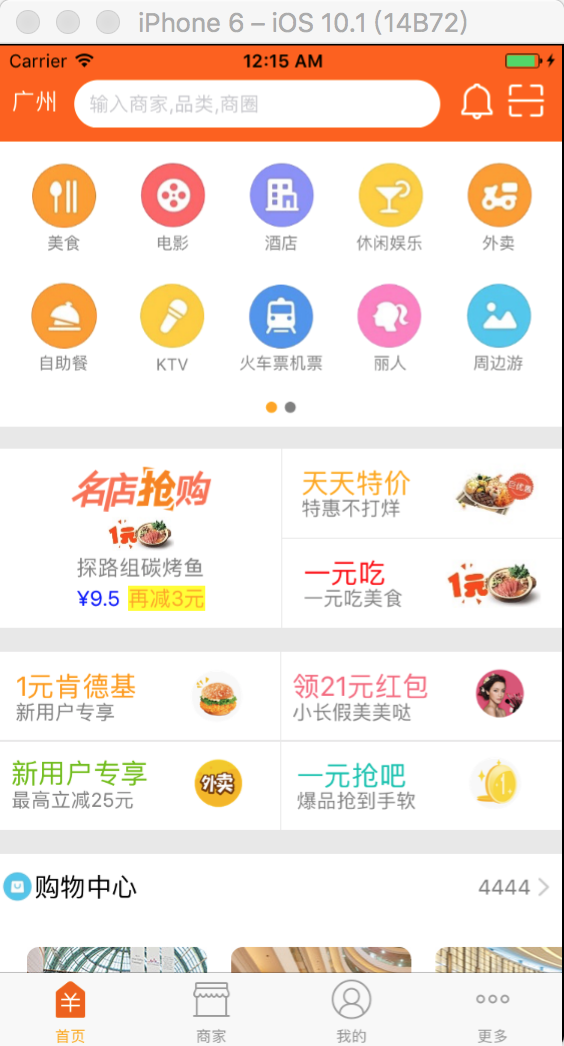 iPhone 6 – iOS 10.1 (14B72)
Carrier 12:15 AM
广州 输入商家,品类,商圈
美食 电影 酒店 休闲娱乐 外卖
自助餐 KTV 火车票机票 丽人 周边游
名店抢购
1元
探路组碳烤鱼
¥9.5 再减3元
天天特价
特惠不打烊
一元吃
一元吃美食
1元
1元肯德基
新用户专享
领21元红包
小长假美美哒
新用户专享
最高立减25元
外卖
一元抢吧
爆品抢到手软
1
购物中心 4444
首页 商家 我的 更多